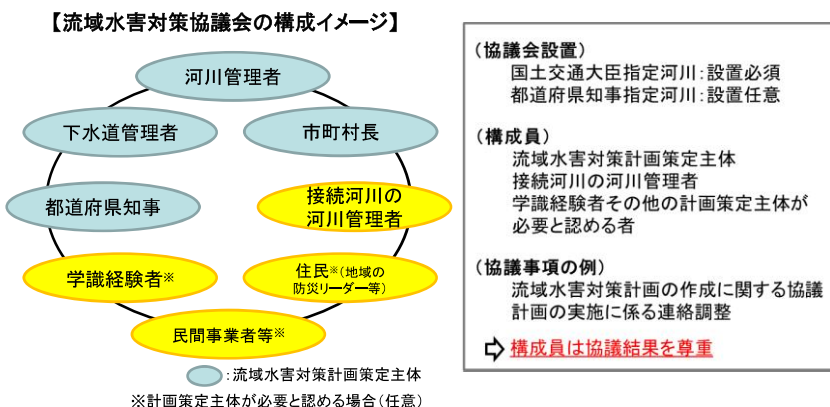 【流域水害対策協議会の構成イメージ】
河川管理者
下水道管理者
市町村長
都道府県知事
接続河川の
河川管理者
学識経験者※
住民※(地域の
防災リーダー等)
民間事業者等※
:流域水害対策計画策定主体
※計画策定主体が必要と認める場合(任意)
(協議会設置)
国土交通大臣指定河川:設置必須
都道府県知事指定河川:設置任意
(構成員)
流域水害対策計画策定主体
接続河川の河川管理者
学識経験者その他の計画策定主体が
必要と認める者
(協議事項の例)
流域水害対策計画の作成に関する協議
計画の実施に係る連絡調整
⇨ 構成員は協議結果を尊重